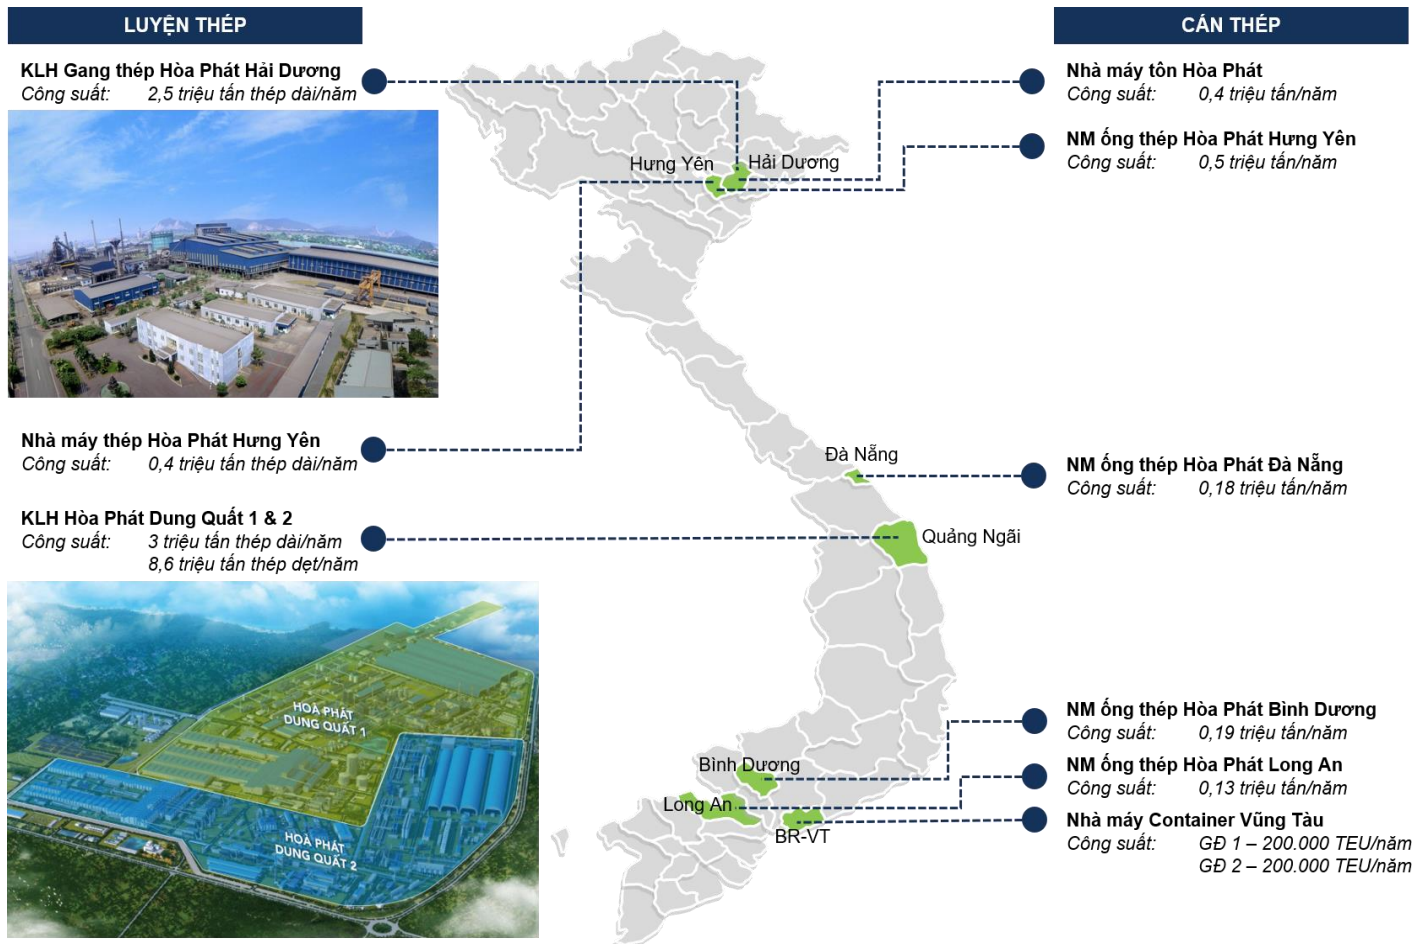 LUYỆN THÉP
KLH Gang thép Hòa Phát Hải Dương
Công suất: 2,5 triệu tấn thép dài/năm
Nhà máy thép Hòa Phát Hưng Yên
Công suất: 0,4 triệu tấn thép dài/năm
KLH Hòa Phát Dung Quất 1 & 2
Công suất: 3 triệu tấn thép dài/năm
8,6 triệu tấn thép dẹt/năm
HOÀ PHÁT
DUNG QUẤT 1
HOÀ PHÁT
DUNG QUẤT 2
Hưng Yên
Hải Dương
Đà Nẵng
Quảng Ngãi
Bình Dương
Long An
BR-VT
CÁN THÉP
Nhà máy tôn Hòa Phát
Công suất: 0,4 triệu tấn/năm
NM ống thép Hòa Phát Hưng Yên
Công suất: 0,5 triệu tấn/năm
NM ống thép Hòa Phát Đà Nẵng
Công suất: 0,18 triệu tấn/năm
NM ống thép Hòa Phát Bình Dương
Công suất: 0,19 triệu tấn/năm
NM ống thép Hòa Phát Long An
Công suất: 0,13 triệu tấn/năm
Nhà máy Container Vũng Tàu
Công suất: GĐ 1 – 200.000 TEU/năm
GĐ 2 – 200.000 TEU/năm